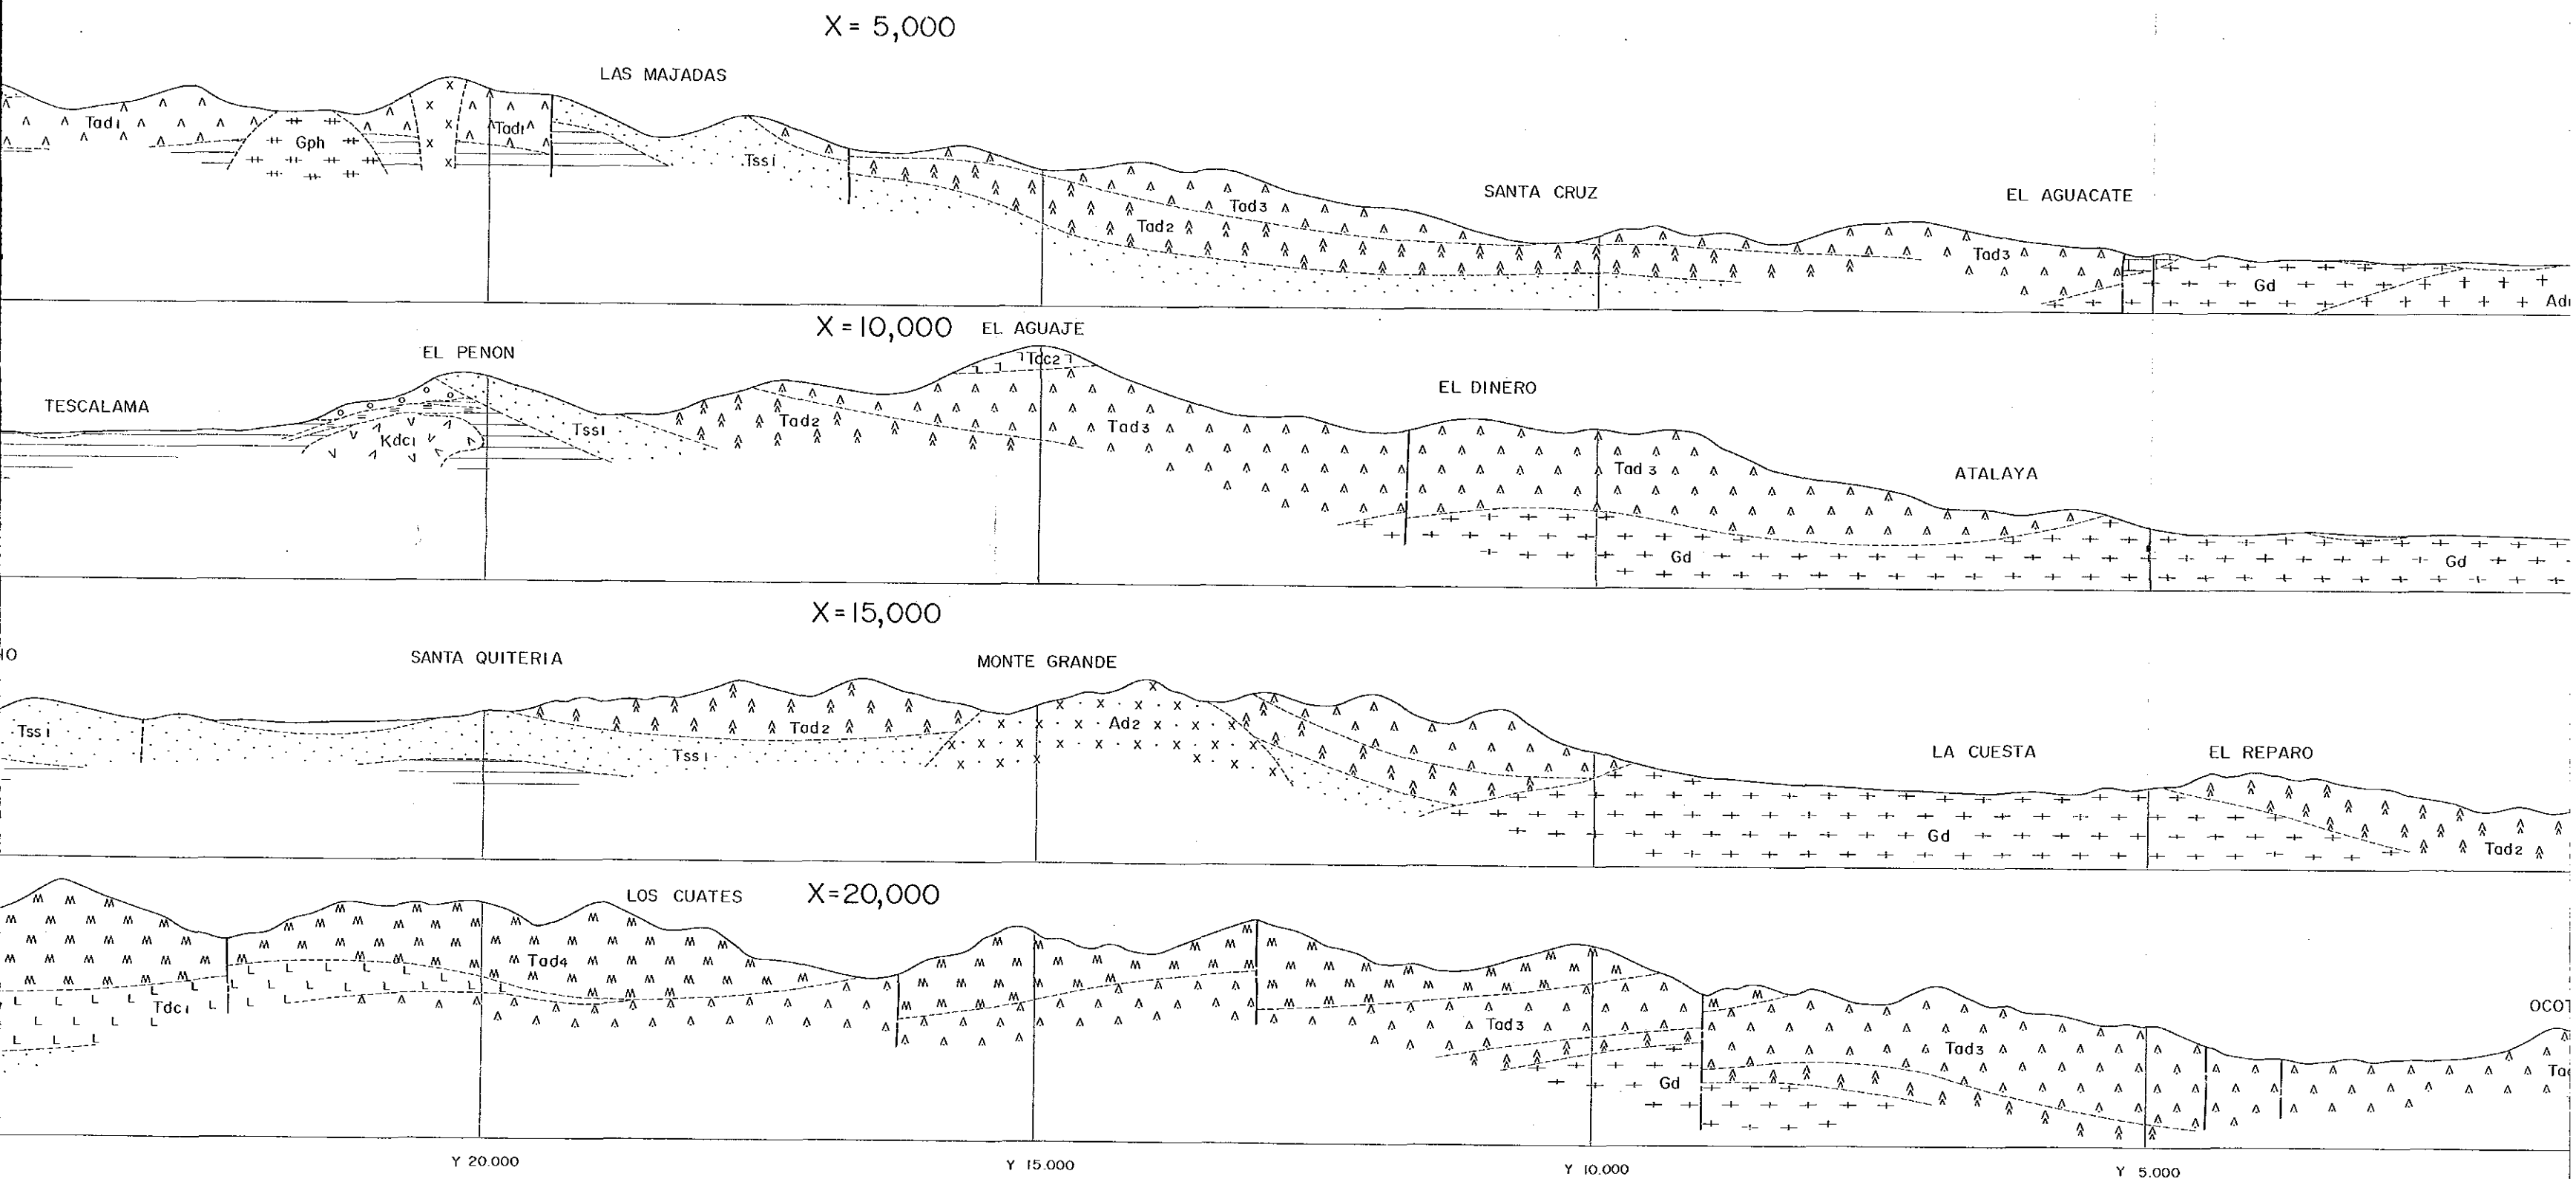 X = 5,000
LAS MAJADAS
Tad1 Gph Tad1 Tss1
SANTA CRUZ
EL AGUACATE
Tad3 Tad2 Tad3 Gd
X = 10,000 EL AGUAJE
EL PENON
Tdc2
TESCALAMA
EL DINERO
ATALAYA
Kdc1 Tss1 Tad2 Tad3 Tad 3 Gd Gd
X = 15,000
SANTA QUITERIA
MONTE GRANDE
LA CUESTA
EL REPARO
Tss1 Tad2 Tss1 Ad2 Gd Tad2
LOS CUATES X=20,000
Tdc1 Tad4 Tad3 Gd Tad3
Y 20.000 Y 15.000 Y 10.000 Y 5.000